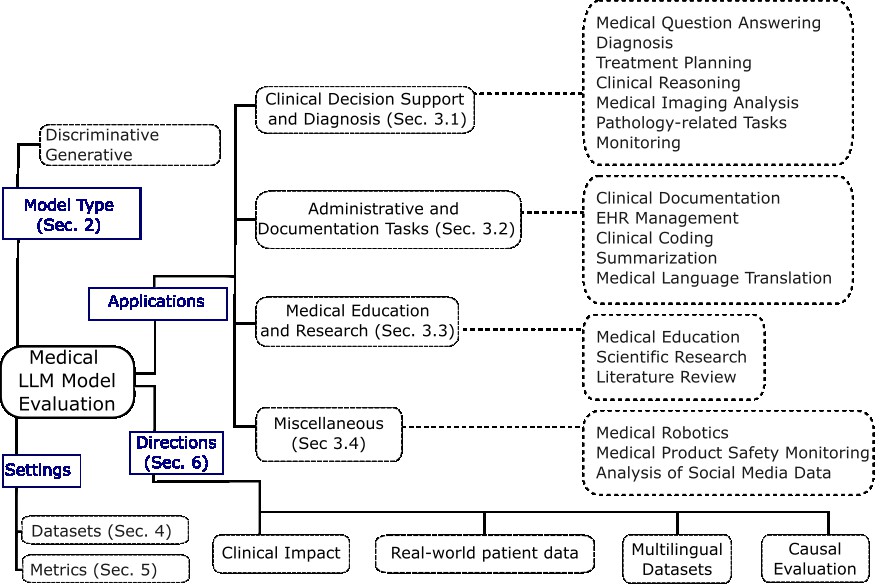 Discriminative
Generative
Model Type
(Sec. 2)
Applications
Medical
LLM Model
Evaluation
Directions
(Sec. 6)
Settings
Datasets (Sec. 4)
Metrics (Sec. 5)
Clinical Decision Support
and Diagnosis (Sec. 3.1)
Medical Question Answering
Diagnosis
Treatment Planning
Clinical Reasoning
Medical Imaging Analysis
Pathology-related Tasks
Monitoring
Administrative and
Documentation Tasks (Sec. 3.2)
Clinical Documentation
EHR Management
Clinical Coding
Summarization
Medical Language Translation
Medical Education
and Research (Sec. 3.3)
Medical Education
Scientific Research
Literature Review
Miscellaneous
(Sec 3.4)
Medical Robotics
Medical Product Safety Monitoring
Analysis of Social Media Data
Clinical Impact
Real-world patient data
Multilingual
Datasets
Causal
Evaluation